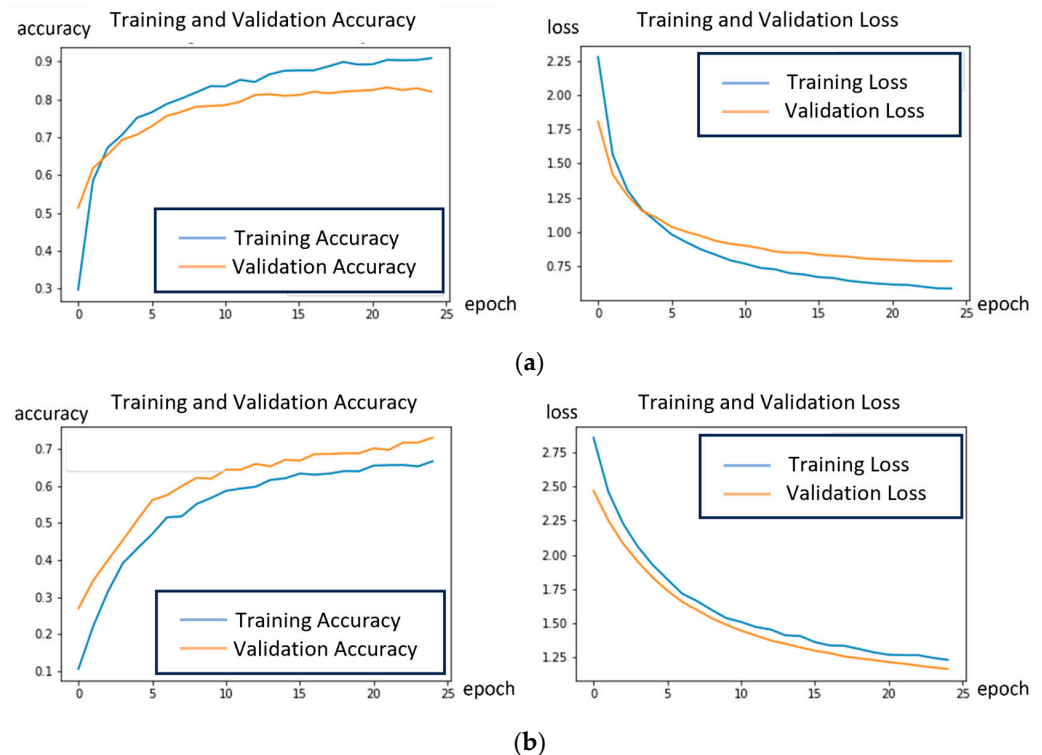 accuracy Training and Validation Accuracy
0.9
0.8
0.7
0.6
0.5
0.4
0.3
Training Accuracy
Validation Accuracy
0 5 10 15 20 25 epoch
loss Training and Validation Loss
2.25
2.00
1.75
1.50
1.25
1.00
0.75
Training Loss
Validation Loss
0 5 10 15 20 25 epoch
(a)
accuracy Training and Validation Accuracy
0.7
0.6
0.5
0.4
0.3
0.2
0.1
Training Accuracy
Validation Accuracy
0 5 10 15 20 25 epoch
loss Training and Validation Loss
2.75
2.50
2.25
2.00
1.75
1.50
1.25
Training Loss
Validation Loss
0 5 10 15 20 25 epoch
(b)